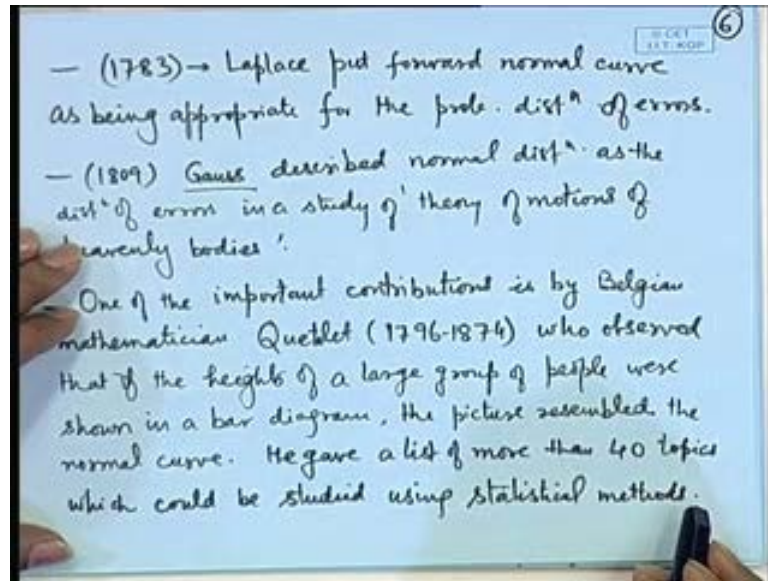 6
© CET
I.I.T. KGP
— (1783) → Laplace put forward normal curve
as being appropriate for the prob. distⁿ of errors.
— (1809) Gauss described normal distⁿ. as the
distⁿ of errors in a study of 'theory of motions of
heavenly bodies'.
— One of the important contributions is by Belgian
mathematician Quetelet (1796-1874) who observed
that if the heights of a large group of people were
shown in a bar diagram, the picture resembled the
normal curve. He gave a list of more than 40 topics
which could be studied using statistical methods.